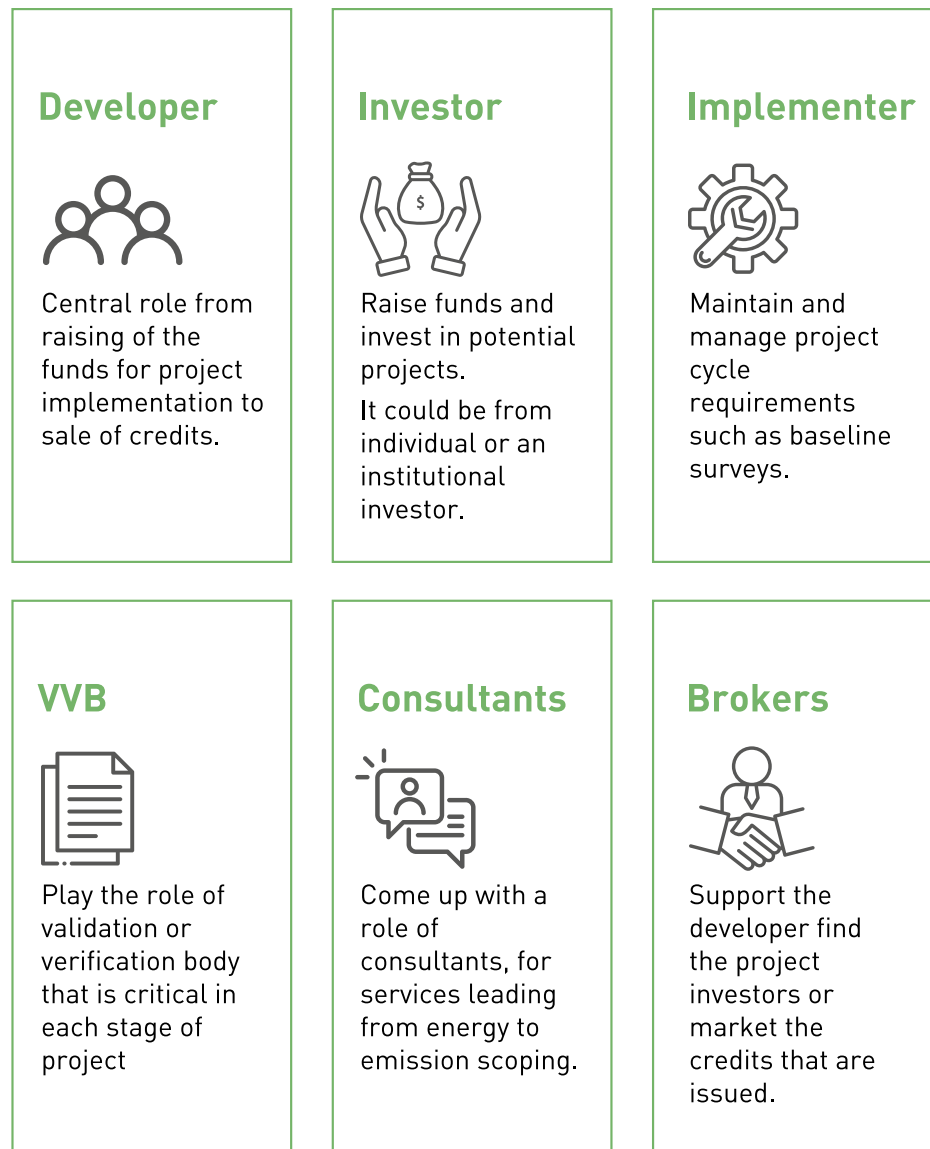 Developer
Central role from
raising of the
funds for project
implementation to
sale of credits.
Investor
$
Raise funds and
invest in potential
projects.
It could be from
individual or an
institutional
investor.
Implementer
Maintain and
manage project
cycle
requirements
such as baseline
surveys.
VVB
Play the role of
validation or
verification body
that is critical in
each stage of
project
Consultants
Come up with a
role of
consultants, for
services leading
from energy to
emission scoping.
Brokers
Support the
developer find
the project
investors or
market the
credits that are
issued.